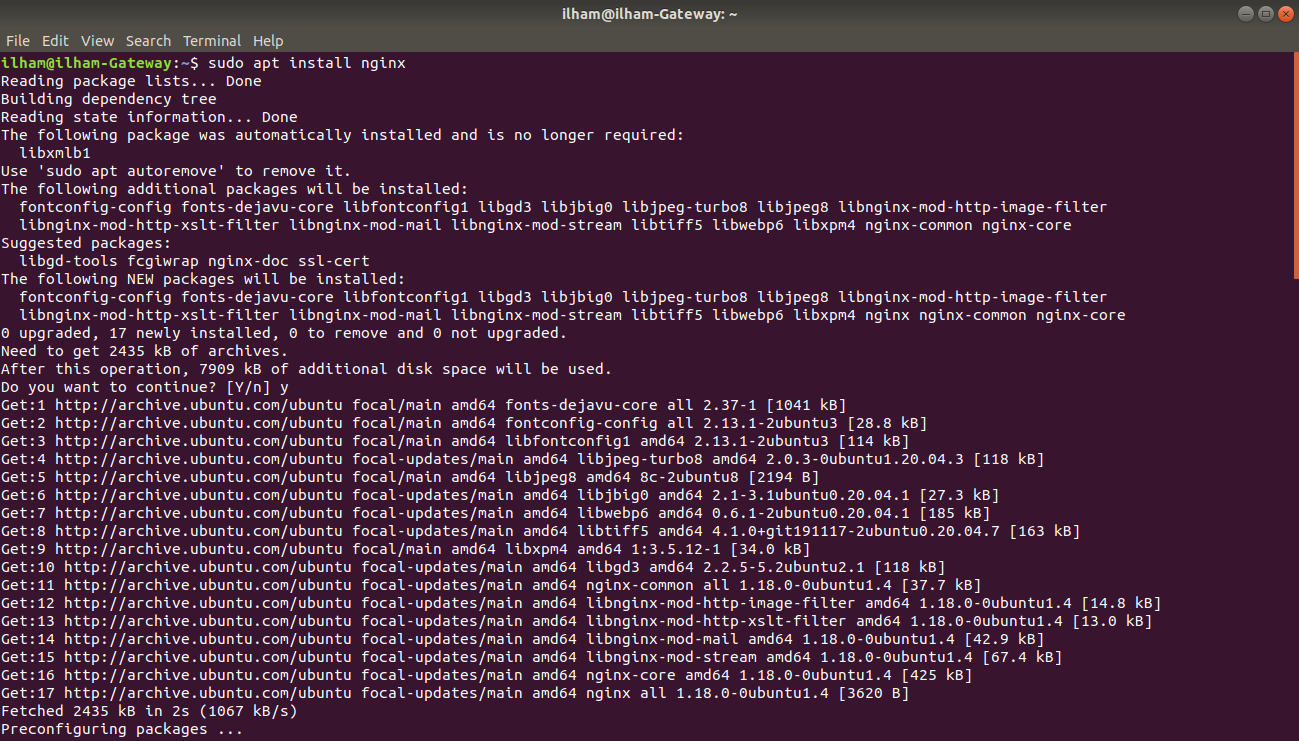 ilham@ilham-Gateway: ~
File Edit View Search Terminal Help
ilham@ilham-Gateway:~$ sudo apt install nginx
Reading package lists... Done
Building dependency tree
Reading state information... Done
The following package was automatically installed and is no longer required:
  libxmlb1
Use 'sudo apt autoremove' to remove it.
The following additional packages will be installed:
  fontconfig-config fonts-dejavu-core libfontconfig1 libgd3 libjbig0 libjpeg-turbo8 libjpeg8 libnginx-mod-http-image-filter
  libnginx-mod-http-xslt-filter libnginx-mod-mail libnginx-mod-stream libtiff5 libwebp6 libxpm4 nginx-common nginx-core
Suggested packages:
  libgd-tools fcgiwrap nginx-doc ssl-cert
The following NEW packages will be installed:
  fontconfig-config fonts-dejavu-core libfontconfig1 libgd3 libjbig0 libjpeg-turbo8 libjpeg8 libnginx-mod-http-image-filter
  libnginx-mod-http-xslt-filter libnginx-mod-mail libnginx-mod-stream libtiff5 libwebp6 libxpm4 nginx nginx-common nginx-core
0 upgraded, 17 newly installed, 0 to remove and 0 not upgraded.
Need to get 2435 kB of archives.
After this operation, 7909 kB of additional disk space will be used.
Do you want to continue? [Y/n] y
Get:1 http://archive.ubuntu.com/ubuntu focal/main amd64 fonts-dejavu-core all 2.37-1 [1041 kB]
Get:2 http://archive.ubuntu.com/ubuntu focal/main amd64 fontconfig-config all 2.13.1-2ubuntu3 [28.8 kB]
Get:3 http://archive.ubuntu.com/ubuntu focal/main amd64 libfontconfig1 amd64 2.13.1-2ubuntu3 [114 kB]
Get:4 http://archive.ubuntu.com/ubuntu focal-updates/main amd64 libjpeg-turbo8 amd64 2.0.3-0ubuntu1.20.04.3 [118 kB]
Get:5 http://archive.ubuntu.com/ubuntu focal/main amd64 libjpeg8 amd64 8c-2ubuntu8 [2194 B]
Get:6 http://archive.ubuntu.com/ubuntu focal-updates/main amd64 libjbig0 amd64 2.1-3.1ubuntu0.20.04.1 [27.3 kB]
Get:7 http://archive.ubuntu.com/ubuntu focal-updates/main amd64 libwebp6 amd64 0.6.1-2ubuntu0.20.04.1 [185 kB]
Get:8 http://archive.ubuntu.com/ubuntu focal-updates/main amd64 libtiff5 amd64 4.1.0+git191117-2ubuntu0.20.04.7 [163 kB]
Get:9 http://archive.ubuntu.com/ubuntu focal/main amd64 libxpm4 amd64 1:3.5.12-1 [34.0 kB]
Get:10 http://archive.ubuntu.com/ubuntu focal-updates/main amd64 libgd3 amd64 2.2.5-5.2ubuntu2.1 [118 kB]
Get:11 http://archive.ubuntu.com/ubuntu focal-updates/main amd64 nginx-common all 1.18.0-0ubuntu1.4 [37.7 kB]
Get:12 http://archive.ubuntu.com/ubuntu focal-updates/main amd64 libnginx-mod-http-image-filter amd64 1.18.0-0ubuntu1.4 [14.8 kB]
Get:13 http://archive.ubuntu.com/ubuntu focal-updates/main amd64 libnginx-mod-http-xslt-filter amd64 1.18.0-0ubuntu1.4 [13.0 kB]
Get:14 http://archive.ubuntu.com/ubuntu focal-updates/main amd64 libnginx-mod-mail amd64 1.18.0-0ubuntu1.4 [42.9 kB]
Get:15 http://archive.ubuntu.com/ubuntu focal-updates/main amd64 libnginx-mod-stream amd64 1.18.0-0ubuntu1.4 [67.4 kB]
Get:16 http://archive.ubuntu.com/ubuntu focal-updates/main amd64 nginx-core amd64 1.18.0-0ubuntu1.4 [425 kB]
Get:17 http://archive.ubuntu.com/ubuntu focal-updates/main amd64 nginx all 1.18.0-0ubuntu1.4 [3620 B]
Fetched 2435 kB in 2s (1067 kB/s)
Preconfiguring packages ...